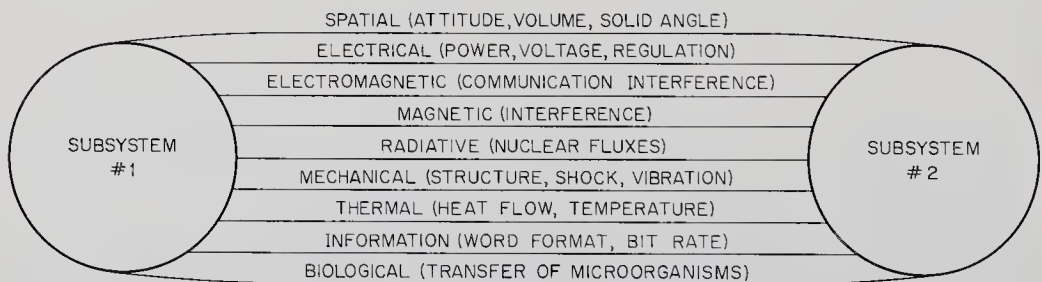 SPATIAL (ATTITUDE, VOLUME, SOLID ANGLE)
ELECTRICAL (POWER, VOLTAGE, REGULATION)
ELECTROMAGNETIC (COMMUNICATION INTERFERENCE)
MAGNETIC (INTERFERENCE)
SUBSYSTEM
#1
RADIATIVE (NUCLEAR FLUXES)
SUBSYSTEM
#2
MECHANICAL (STRUCTURE, SHOCK, VIBRATION)
THERMAL (HEAT FLOW, TEMPERATURE)
INFORMATION (WORD FORMAT, BIT RATE)
BIOLOGICAL (TRANSFER OF MICROORGANISMS)